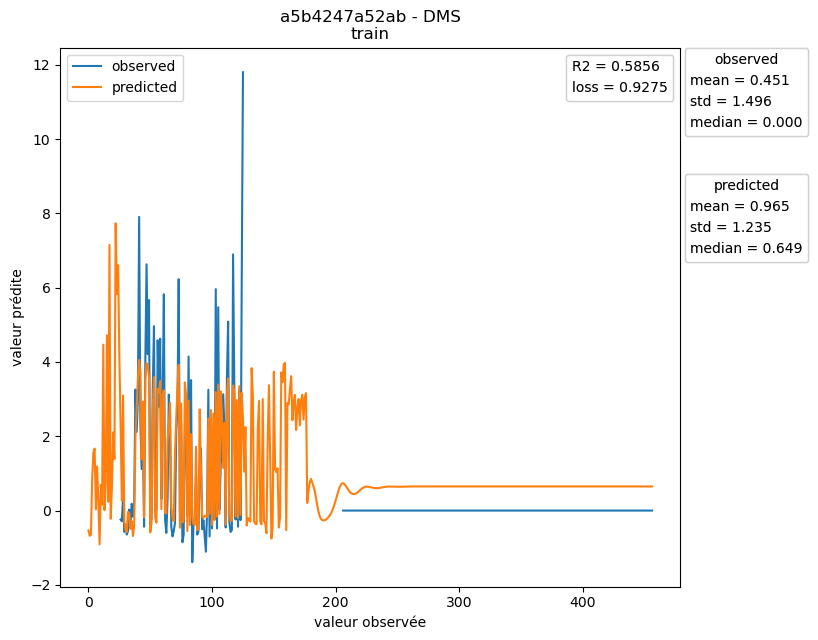 a5b4247a52ab - DMS
train
observed
predicted
R2 = 0.5856
loss = 0.9275
observed
mean = 0.451
std = 1.496
median = 0.000
predicted
mean = 0.965
std = 1.235
median = 0.649
12
10
8
6
4
2
0
−2
valeur prédite
0
100
200
300
400
valeur observée